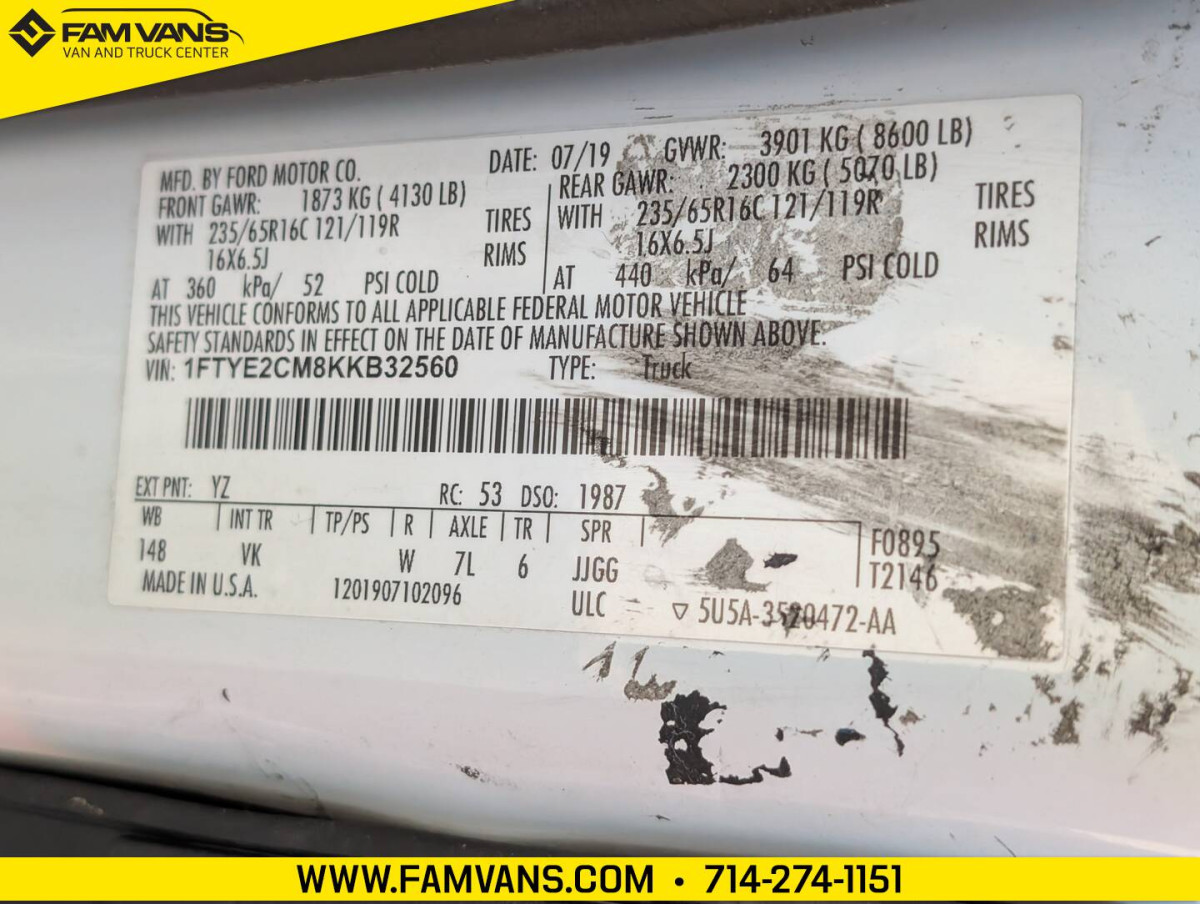 FAM VANS
VAN AND TRUCK CENTER
MFD. BY FORD MOTOR CO. DATE: 07/19 GVWR: 3901 KG ( 8600 LB)
FRONT GAWR: 1873 KG ( 4130 LB) REAR GAWR: 2300 KG ( 5070 LB)
WITH 235/65R16C 121/119R TIRES WITH 235/65R16C 121/119R TIRES
16X6.5J RIMS 16X6.5J RIMS
AT 360 kPa/ 52 PSI COLD AT 440 kPa/ 64 PSI COLD
THIS VEHICLE CONFORMS TO ALL APPLICABLE FEDERAL MOTOR VEHICLE
SAFETY STANDARDS IN EFFECT ON THE DATE OF MANUFACTURE SHOWN ABOVE.
VIN: 1FTYE2CM8KKB32560 TYPE: Truck
EXT PNT: YZ RC: 53 DSO: 1987
WB INT TR TP/PS R AXLE TR SPR F0895
148 VK W 7L 6 JJGG T2146
MADE IN U.S.A. 1201907102096 ULC ▽ 5U5A-3520472-AA
WWW.FAMVANS.COM • 714-274-1151